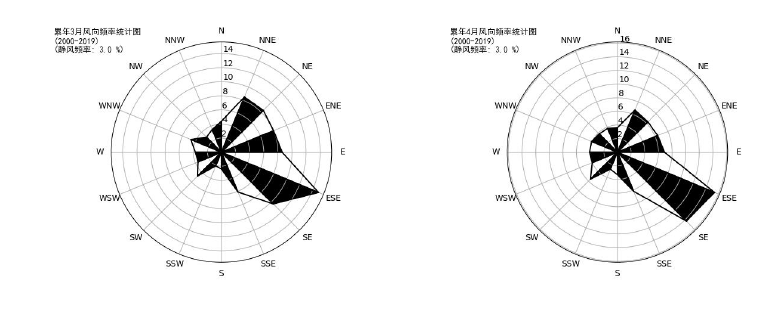 累年3月风向频率统计图
(2000-2019)
(静风频率: 3.0 %)
N
NNE
NE
ENE
E
ESE
SE
SSE
S
SSW
SW
WSW
W
WNW
NW
NNW
14
12
10
8
6
4
2
累年4月风向频率统计图
(2000-2019)
(静风频率: 3.0 %)
N
NNE
NE
ENE
E
ESE
SE
SSE
S
SSW
SW
WSW
W
WNW
NW
NNW
16
14
12
10
8
6
4
2